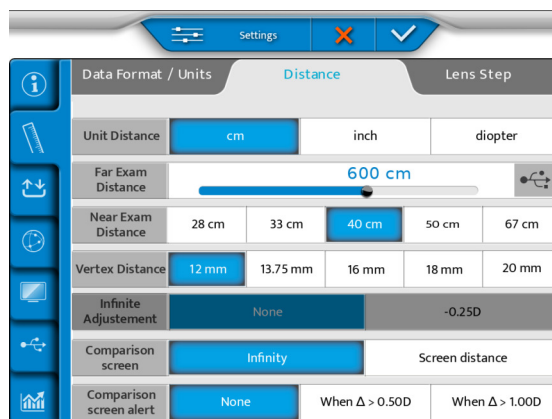 Settings
Data Format / Units Distance Lens Step
Unit Distance cm inch diopter
Far Exam Distance 600 cm
Near Exam Distance 28 cm 33 cm 40 cm 50 cm 67 cm
Vertex Distance 12 mm 13.75 mm 16 mm 18 mm 20 mm
Infinite Adjustement None -0.25D
Comparison screen Infinity Screen distance
Comparison screen alert None When Δ > 0.50D When Δ > 1.00D